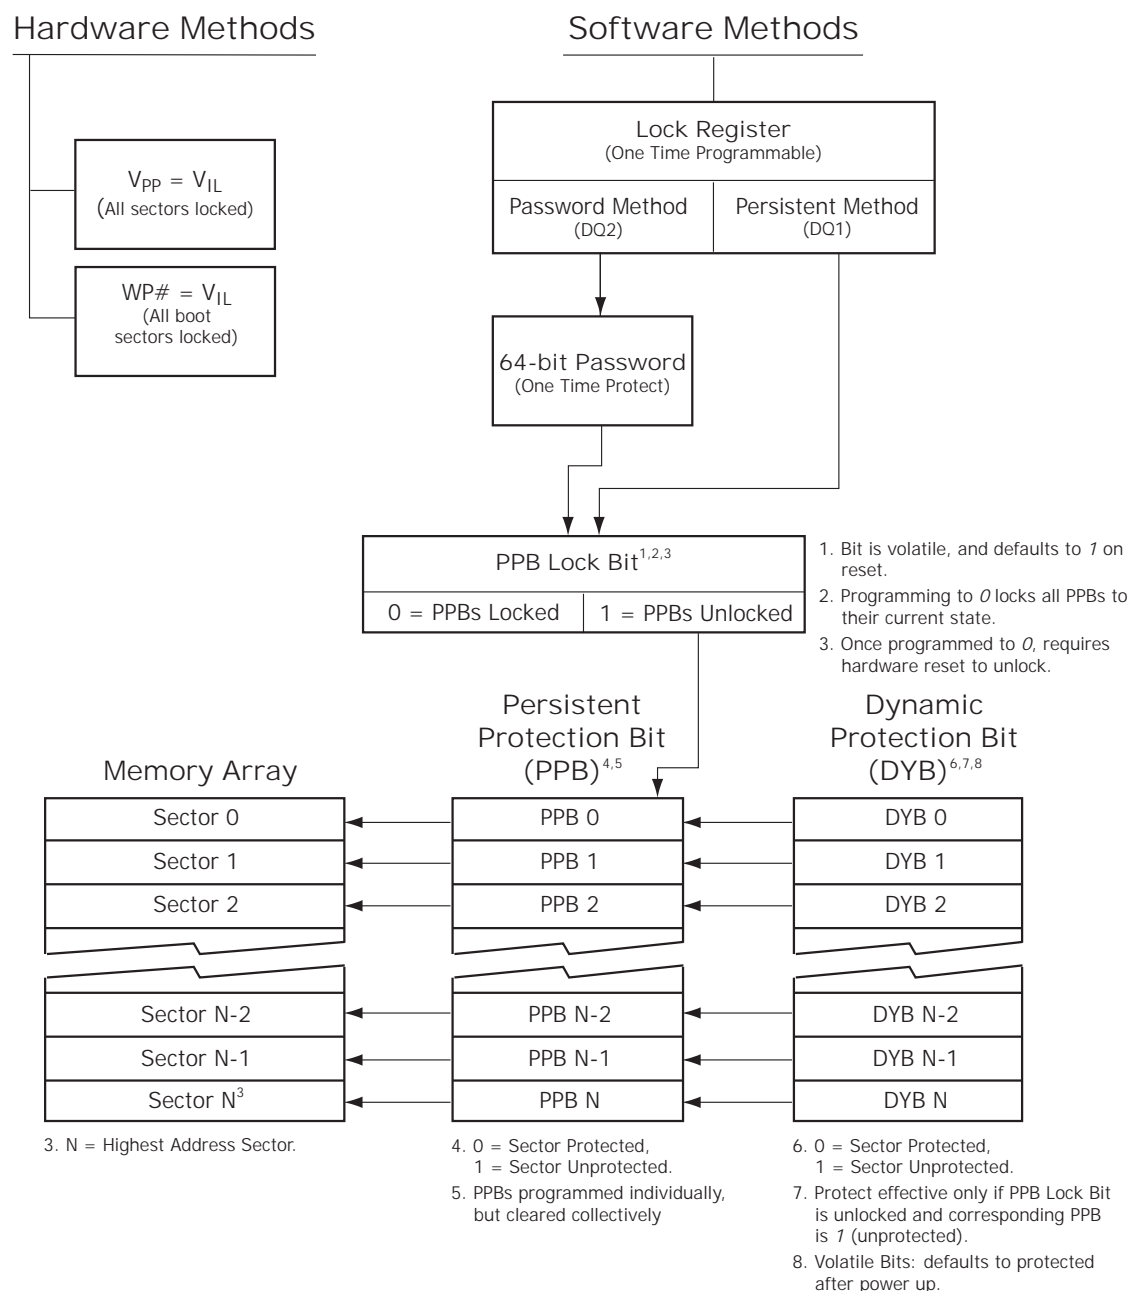 Hardware Methods
Software Methods
VPP = VIL
(All sectors locked)
WP# = VIL
(All boot
sectors locked)
Lock Register
(One Time Programmable)
Password Method
(DQ2)
Persistent Method
(DQ1)
64-bit Password
(One Time Protect)
PPB Lock Bit1,2,3
0 = PPBs Locked
1 = PPBs Unlocked
1. Bit is volatile, and defaults to 1 on
reset.
2. Programming to 0 locks all PPBs to
their current state.
3. Once programmed to 0, requires
hardware reset to unlock.
Memory Array
Persistent
Protection Bit
(PPB)4,5
Dynamic
Protection Bit
(DYB)6,7,8
Sector 0
PPB 0
DYB 0
Sector 1
PPB 1
DYB 1
Sector 2
PPB 2
DYB 2
Sector N-2
PPB N-2
DYB N-2
Sector N-1
PPB N-1
DYB N-1
Sector N3
PPB N
DYB N
3. N = Highest Address Sector.
4. 0 = Sector Protected,
1 = Sector Unprotected.
5. PPBs programmed individually,
but cleared collectively
6. 0 = Sector Protected,
1 = Sector Unprotected.
7. Protect effective only if PPB Lock Bit
is unlocked and corresponding PPB
is 1 (unprotected).
8. Volatile Bits: defaults to protected
after power up.